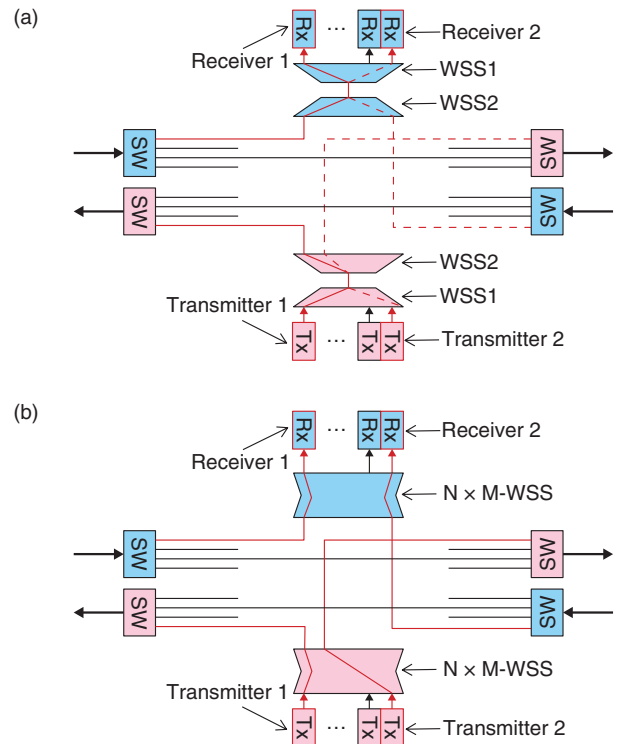 (a)
Rx ... Rx Rx
Receiver 1
Receiver 2
WSS1
WSS2
SW
SW
SW
SW
WSS2
WSS1
Transmitter 1
Tx ... Tx Tx
Transmitter 2
(b)
Rx ... Rx Rx
Receiver 1
Receiver 2
N × M-WSS
SW
SW
SW
SW
N × M-WSS
Transmitter 1
Tx ... Tx Tx
Transmitter 2